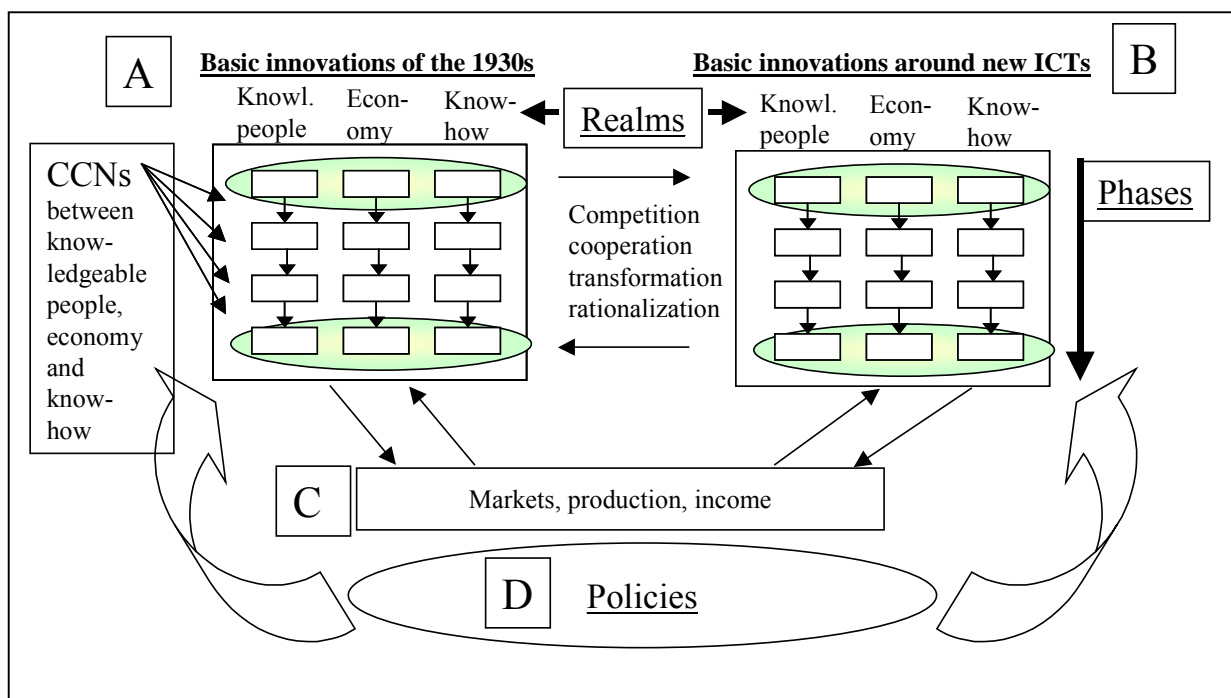 A
Basic innovations of the 1930s
Basic innovations around new ICTs
B
Knowl.
people
Econ-
omy
Know-
how
Realms
Knowl.
people
Econ-
omy
Know-
how
CCNs
between
know-
ledgeable
people,
economy
and
know-
how
Competition
cooperation
transformation
rationalization
Phases
C
Markets, production, income
D
Policies